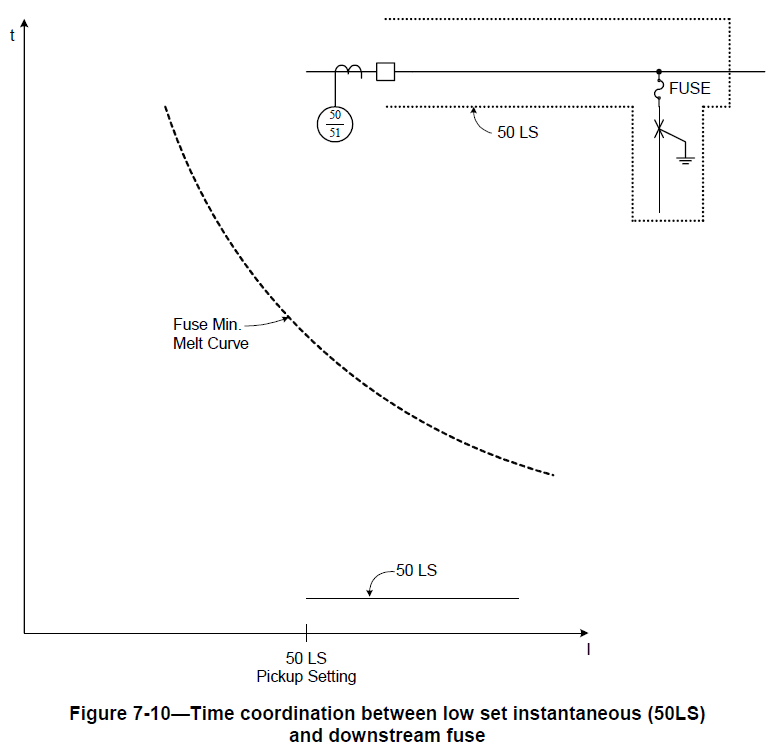 t
FUSE
50
51
50 LS
Fuse Min.
Melt Curve
50 LS
I
50 LS
Pickup Setting
Figure 7-10—Time coordination between low set instantaneous (50LS)
and downstream fuse